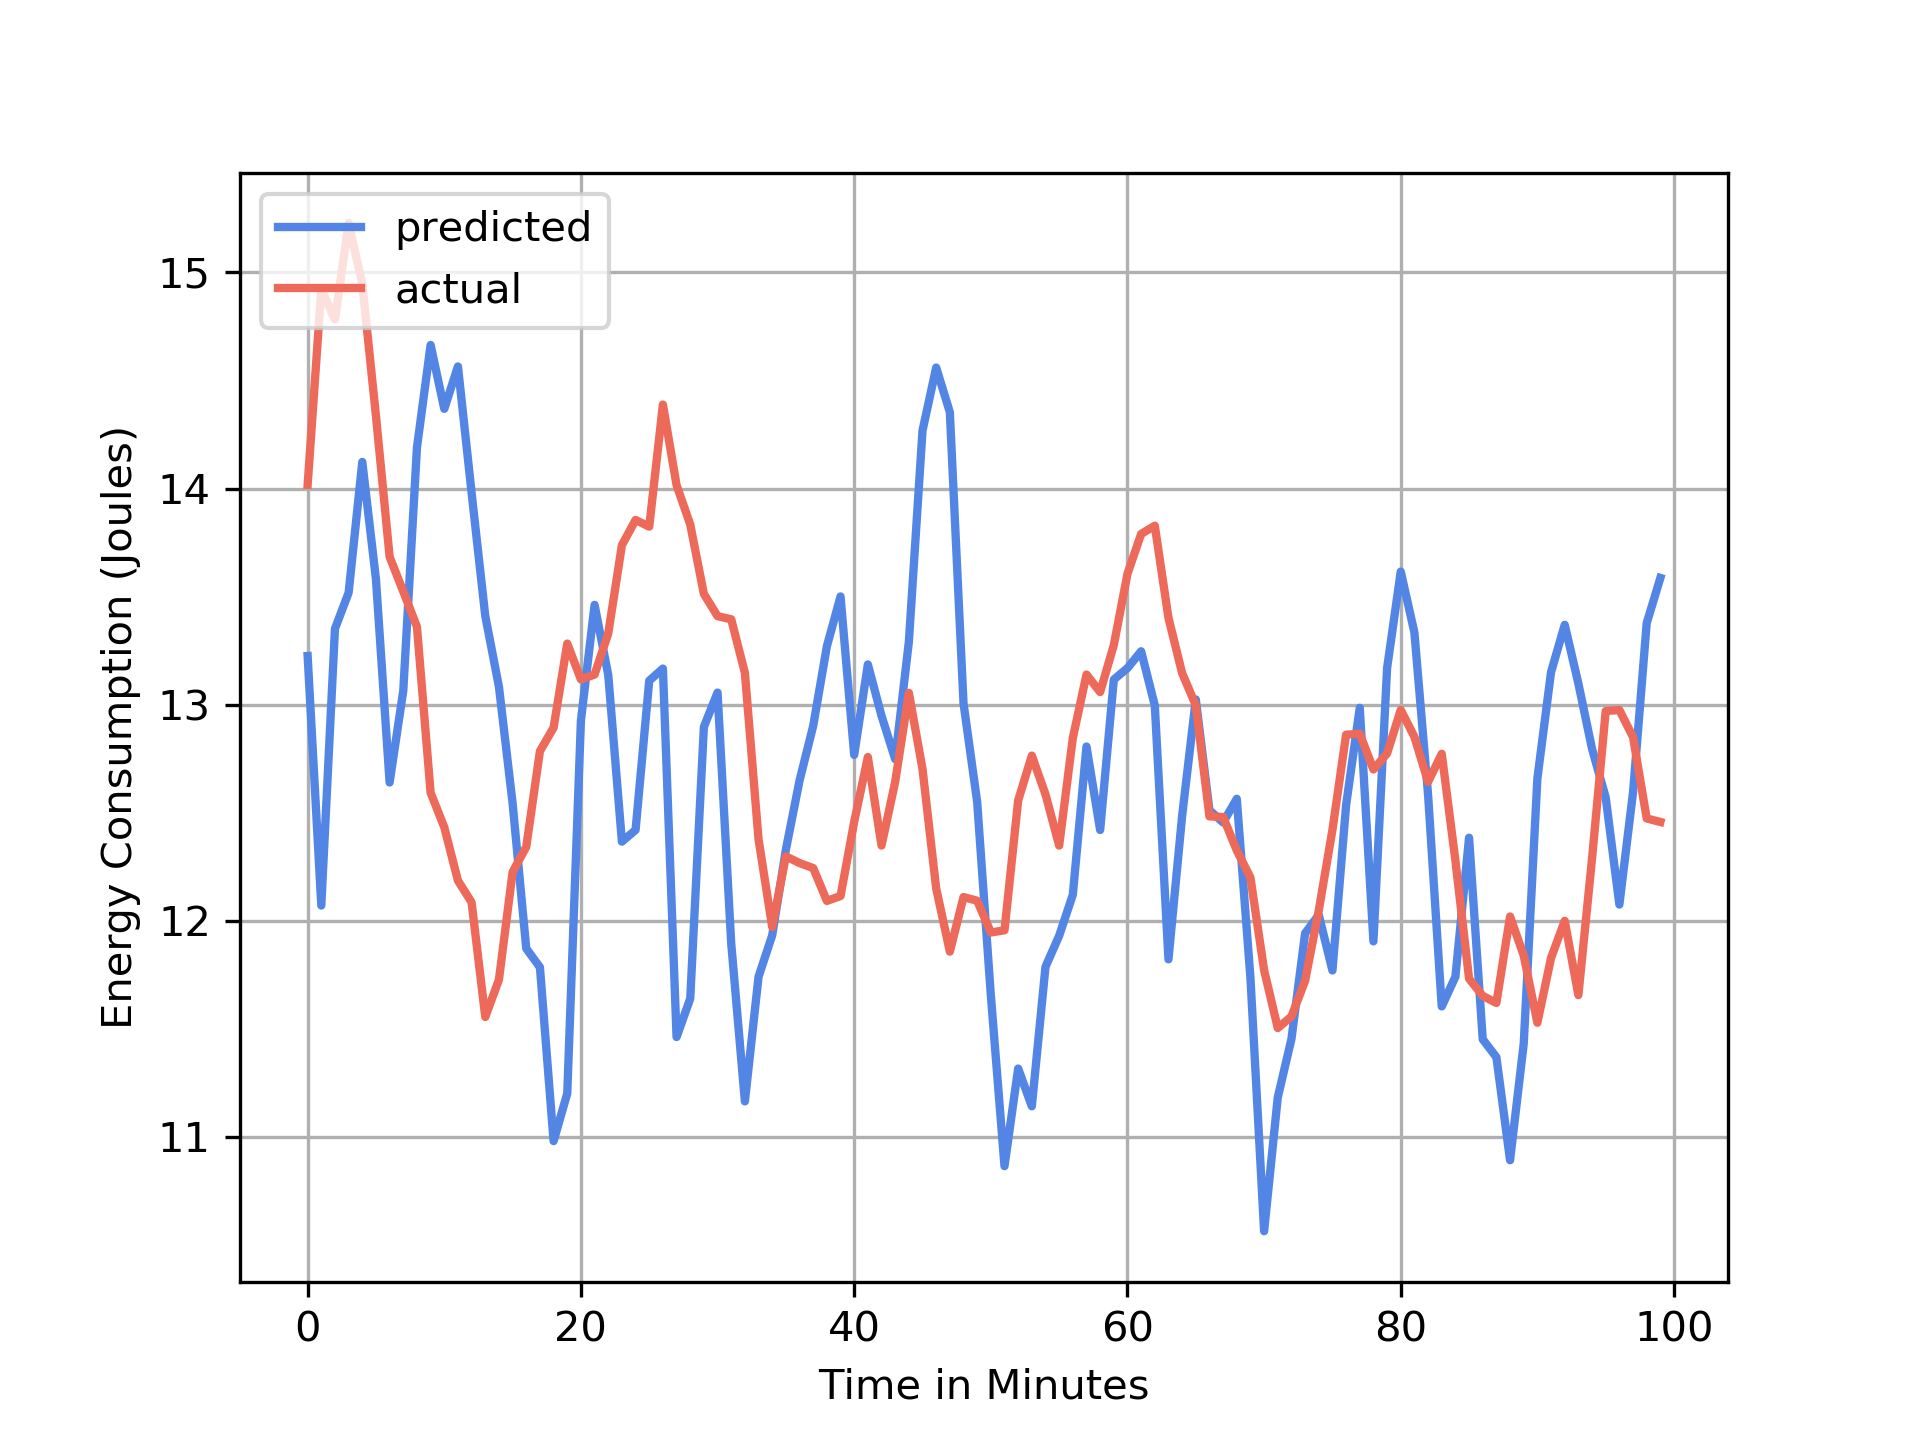 predicted
actual
15
14
13
12
11
Energy Consumption (Joules)
0 20 40 60 80 100
Time in Minutes